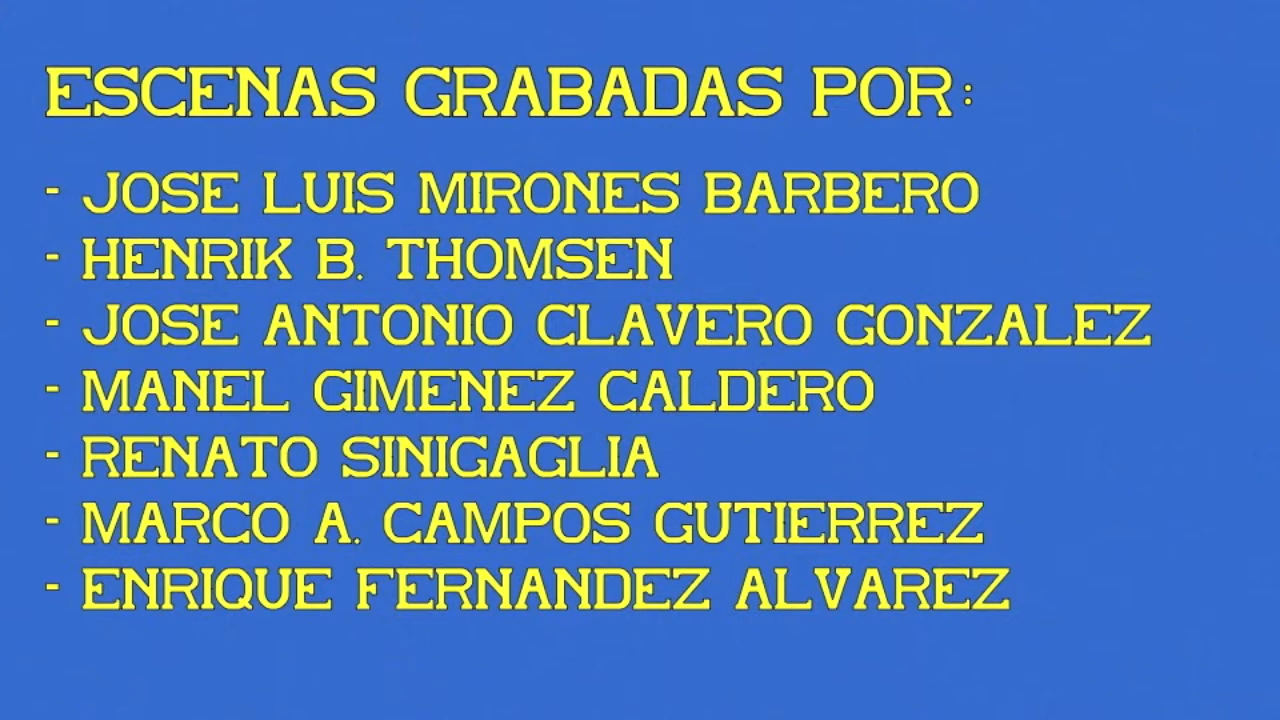 ESCENAS GRABADAS POR:
- JOSE LUIS MIRONES BARBERO
- HENRIK B. THOMSEN
- JOSE ANTONIO CLAVERO GONZALEZ
- MANEL GIMENEZ CALDERO
- RENATO SINIGAGLIA
- MARCO A. CAMPOS GUTIERREZ
- ENRIQUE FERNANDEZ ALVAREZ